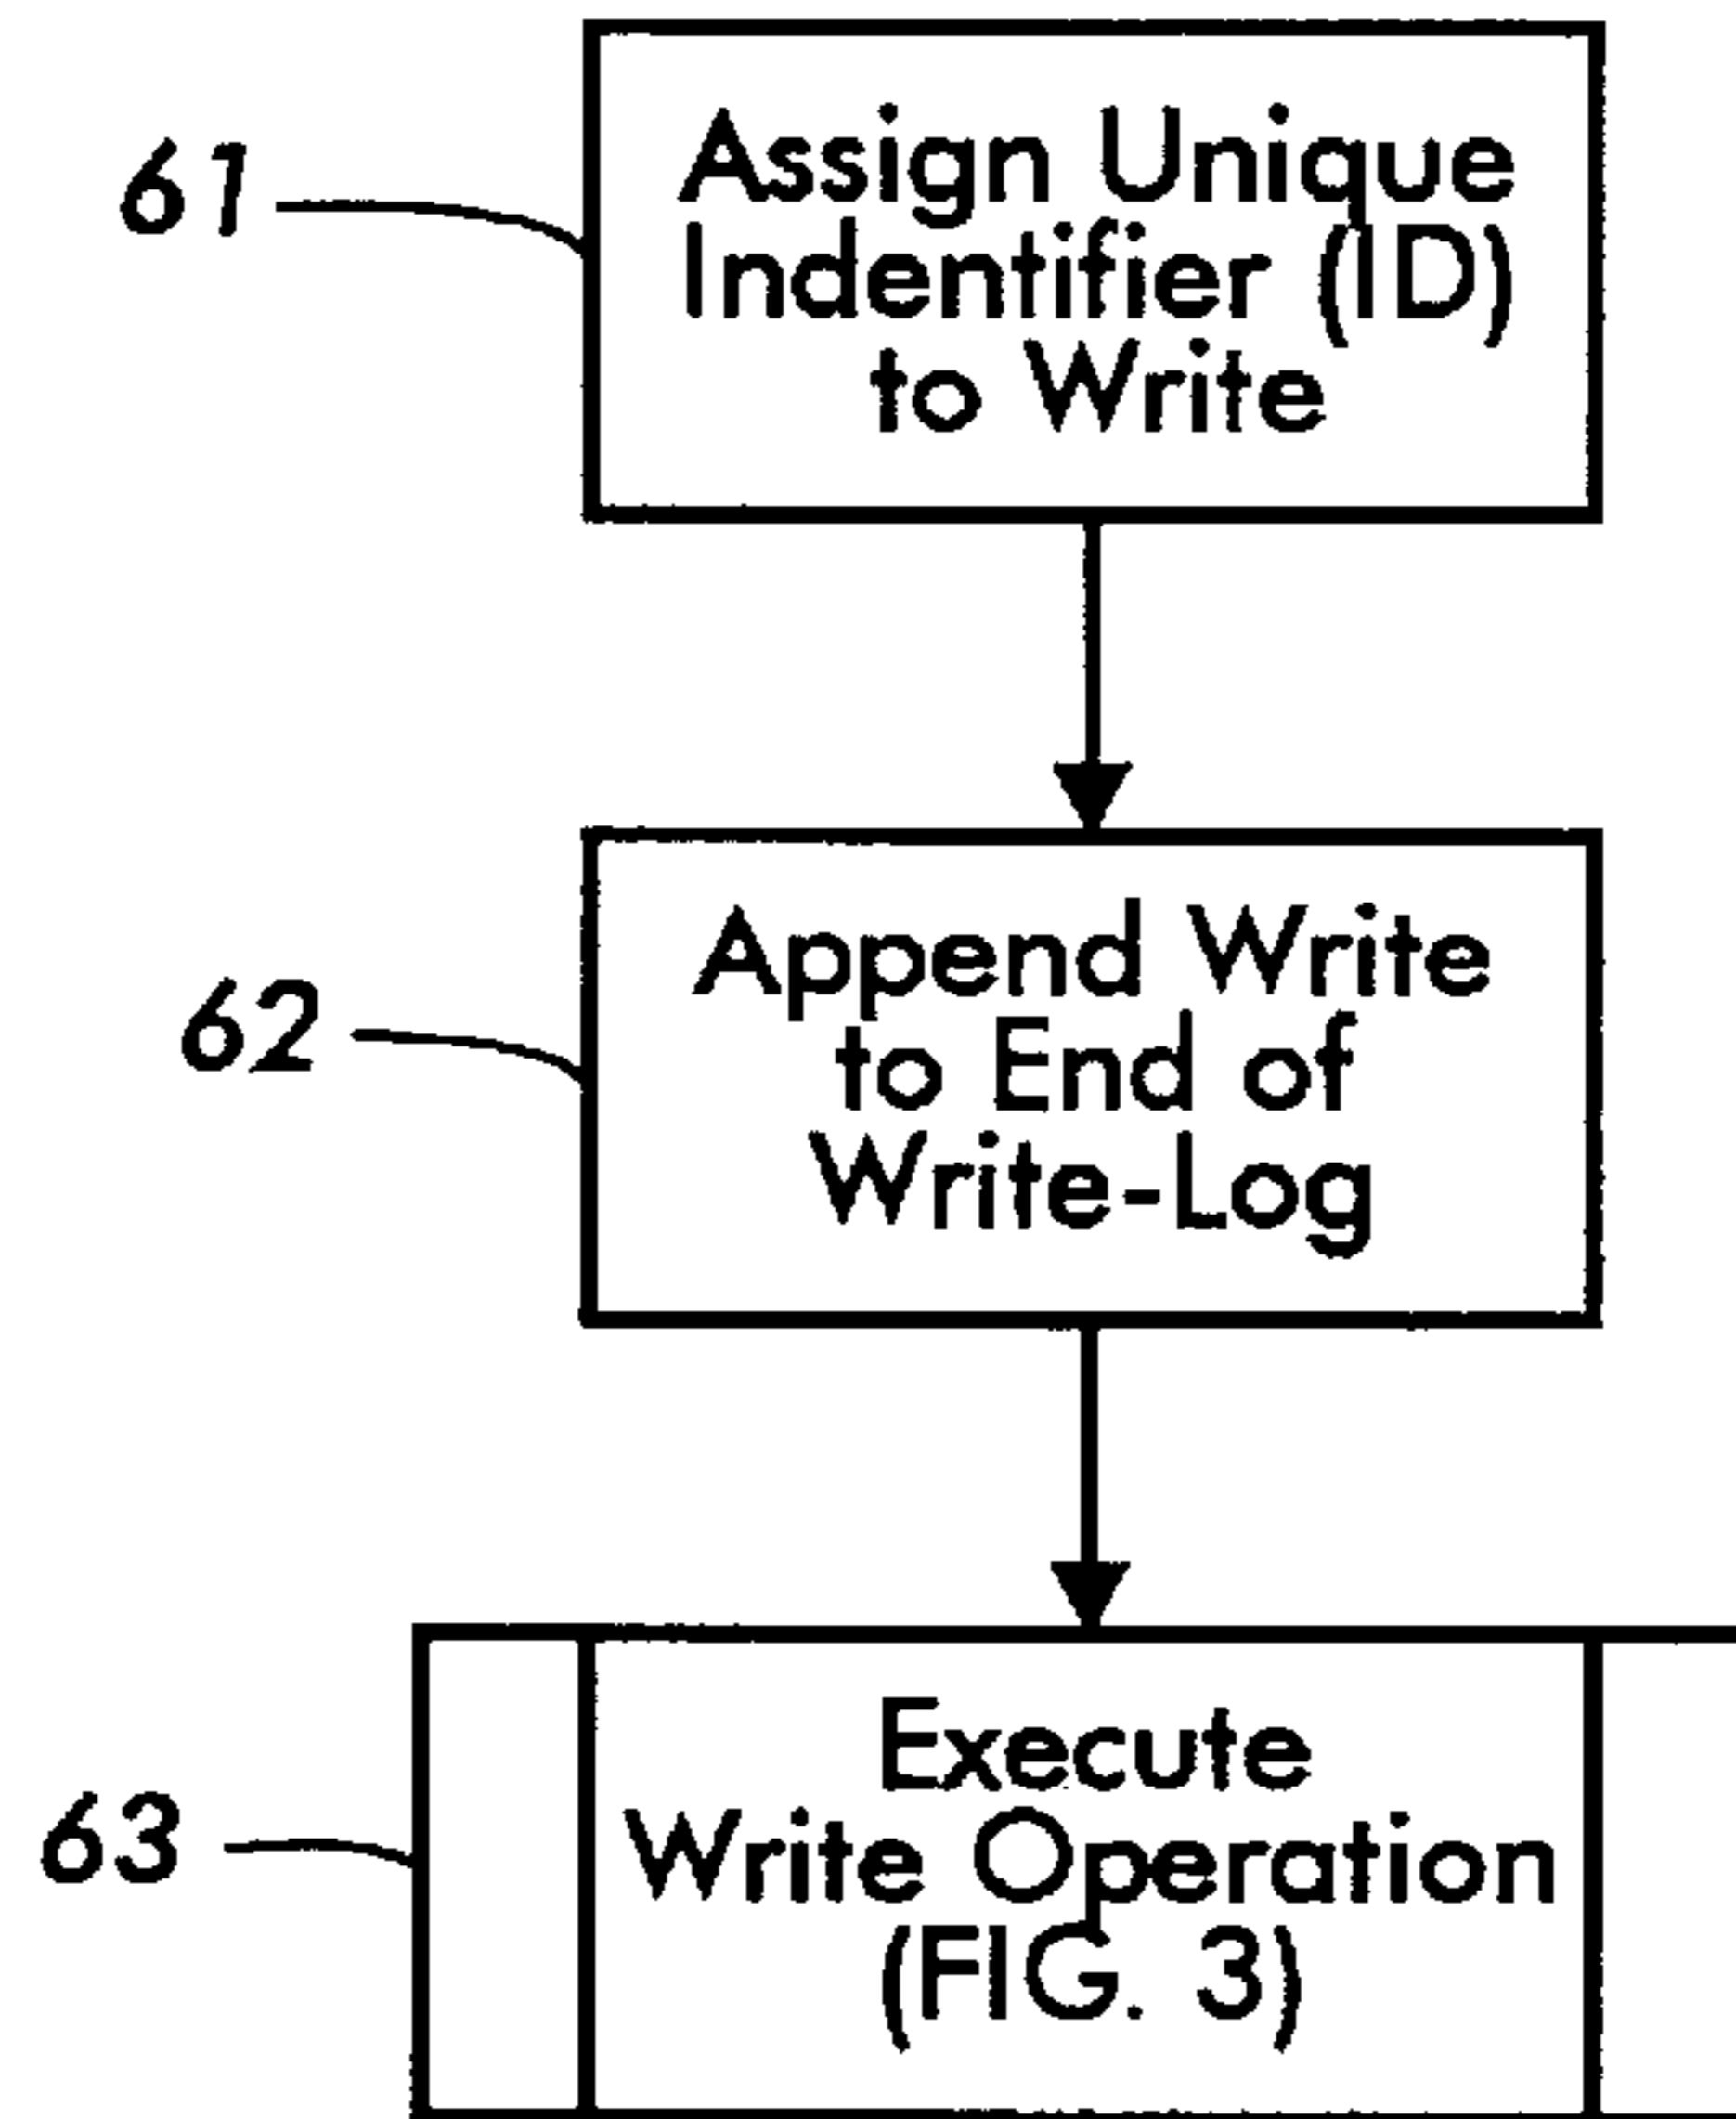 61
Assign Unique
Indentifier (ID)
to Write
62
Append Write
to End of
Write-Log
63
Execute
Write Operation
(FIG. 3)